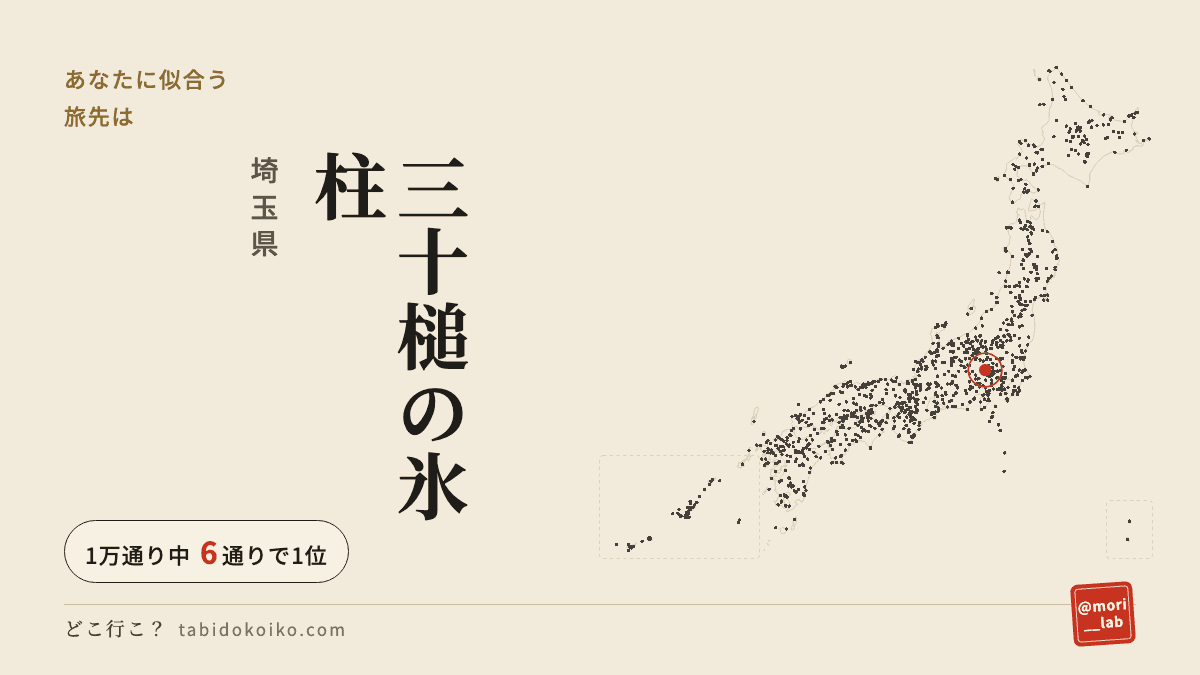 あなたに似合う
旅先は
三十槌の氷
柱
埼玉県
1万通り中 6通りで1位
どこ行こ？ tabidokoiko.com
@mori
__lab